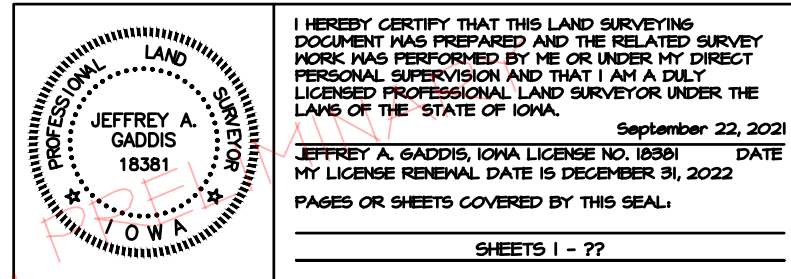 PROFESSIONAL LAND SURVEYOR
JEFFREY A.
GADDIS
18381
IOWA
I HEREBY CERTIFY THAT THIS LAND SURVEYING
DOCUMENT WAS PREPARED AND THE RELATED SURVEY
WORK WAS PERFORMED BY ME OR UNDER MY DIRECT
PERSONAL SUPERVISION AND THAT I AM A DULY
LICENSED PROFESSIONAL LAND SURVEYOR UNDER THE
LAWS OF THE STATE OF IOWA.
September 22, 2021
JEFFREY A. GADDIS, IOWA LICENSE NO. 18381 DATE
MY LICENSE RENEWAL DATE IS DECEMBER 31, 2022
PAGES OR SHEETS COVERED BY THIS SEAL:
SHEETS 1 - ??
PRELIMINARY